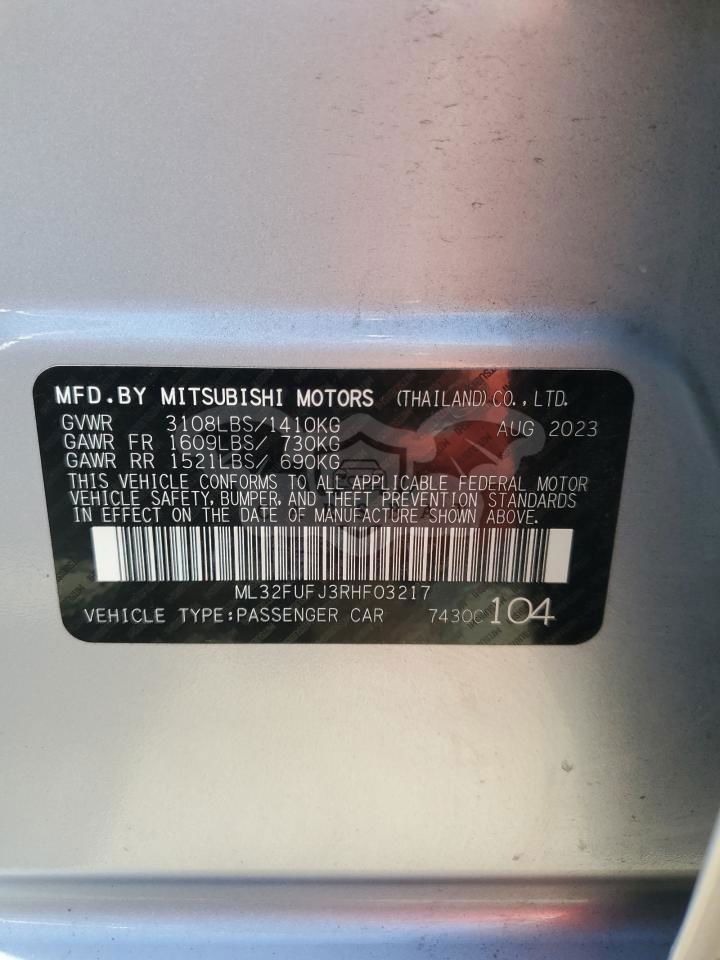 MFD.BY MITSUBISHI MOTORS (THAILAND) CO.,LTD.
GVWR 3108LBS/1410KG AUG 2023
GAWR FR 1609LBS/ 730KG
GAWR RR 1521LBS/ 690KG
THIS VEHICLE CONFORMS TO ALL APPLICABLE FEDERAL MOTOR
VEHICLE SAFETY, BUMPER, AND THEFT PREVENTION STANDARDS
IN EFFECT ON THE DATE OF MANUFACTURE SHOWN ABOVE.
ML32FUFJ3RHF03217
VEHICLE TYPE:PASSENGER CAR 7430C 104